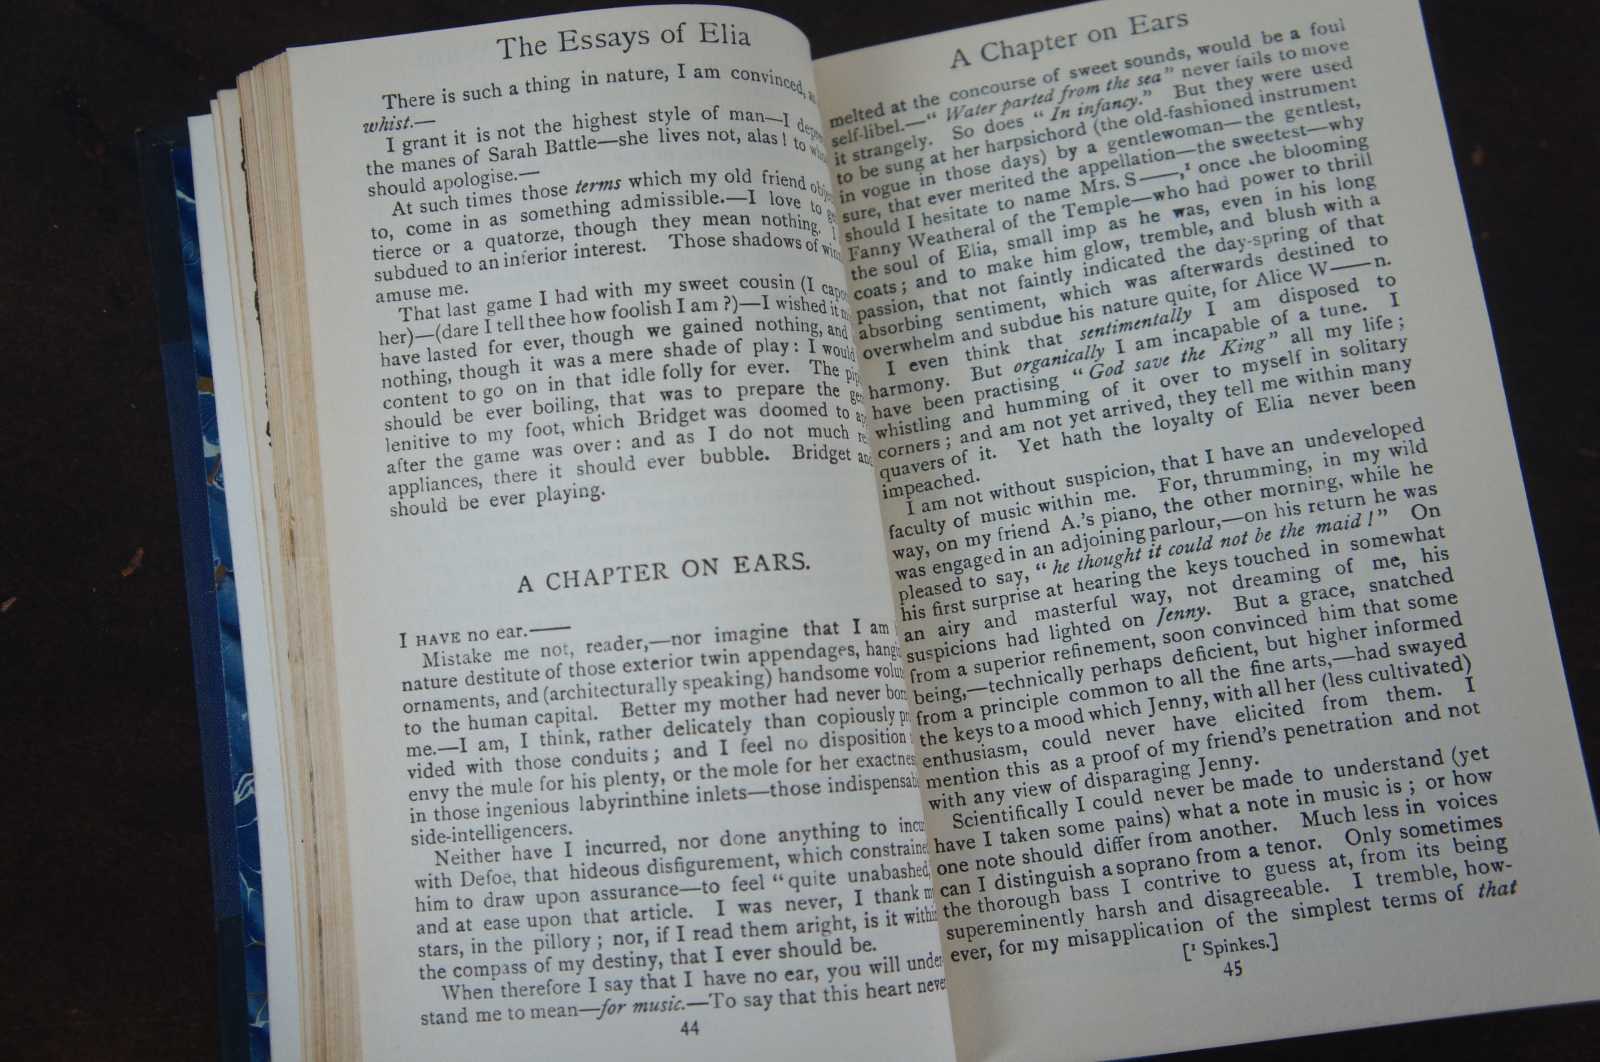 The Essays of Elia
There is such a thing in nature, I am convinced,
whist.—
I grant it is not the highest style of man—I
the manes of Sarah Battle—she lives not, alas! to
should apologise.—
At such times those terms which my old friend
to, come in as something admissible.—I love to
tierce or a quatorze, though they mean nothing. I
subdued to an inferior interest. Those shadows of
amuse me.
That last game I had with my sweet cousin (I
her)—(dare I tell thee how foolish I am?)—I wished it
have lasted for ever, though we gained nothing, and
nothing, though it was a mere shade of play: I would
content to go on in that idle folly for ever. The
should be ever boiling, that was to prepare the
lenitive to my foot, which Bridget was doomed to
after the game was over: and as I do not much
appliances, there it should ever bubble. Bridget
should be ever playing.
A CHAPTER ON EARS.
I HAVE no ear.——
Mistake me not, reader,—nor imagine that I am
nature destitute of those exterior twin appendages,
ornaments, and (architecturally speaking) handsome
to the human capital. Better my mother had never
me.—I am, I think, rather delicately than copiously
vided with those conduits; and I feel no disposition
envy the mule for his plenty, or the mole for her exactness
in those ingenious labyrinthine inlets—those
side-intelligencers.
Neither have I incurred, nor done anything to
with Defoe, that hideous disfigurement, which
him to draw upon assurance—to feel "quite unabashed,
and at ease upon that article. I was never, I thank
stars, in the pillory; nor, if I read them aright, is it
the compass of my destiny, that I ever should be.
When therefore I say that I have no ear, you will under-
stand me to mean—for music.—To say that this heart never
44
A Chapter on Ears
melted at the concourse of sweet sounds, would be a foul
self-libel.—"Water parted from the sea" never fails to move
it strangely. So does "In infancy." But they were used
to be sung at her harpsichord (the old-fashioned instrument
in vogue in those days) by a gentlewoman—the gentlest,
sure, that ever merited the appellation—the sweetest—why
should I hesitate to name Mrs. S——,¹ once the blooming
Fanny Weatheral of the Temple—who had power to thrill
the soul of Elia, small imp as he was, even in his long
coats; and to make him glow, tremble, and blush with a
passion, that not faintly indicated the day-spring of that
absorbing sentiment, which was afterwards destined to
overwhelm and subdue his nature quite, for Alice W——n.
I even think that sentimentally I am disposed to
harmony. But organically I am incapable of a tune. I
have been practising "God save the King" all my life;
whistling and humming of it over to myself in solitary
corners; and am not yet arrived, they tell me within many
quavers of it. Yet hath the loyalty of Elia never been
impeached.
I am not without suspicion, that I have an undeveloped
faculty of music within me. For, thrumming, in my wild
way, on my friend A.'s piano, the other morning, while he
was engaged in an adjoining parlour,—on his return he was
pleased to say, "he thought it could not be the maid!" On
his first surprise at hearing the keys touched in somewhat
an airy and masterful way, not dreaming of me, his
suspicions had lighted on Jenny. But a grace, snatched
from a superior refinement, soon convinced him that some
being,—technically perhaps deficient, but higher informed
from a principle common to all the fine arts,—had swayed
the keys to a mood which Jenny, with all her (less cultivated)
enthusiasm, could never have elicited from them. I
mention this as a proof of my friend's penetration and not
with any view of disparaging Jenny.
Scientifically I could never be made to understand (yet
have I taken some pains) what a note in music is; or how
one note should differ from another. Much less in voices
can I distinguish a soprano from a tenor. Only sometimes
the thorough bass I contrive to guess at, from its being
supereminently harsh and disagreeable. I tremble, how-
ever, for my misapplication of the simplest terms of that
[¹ Spinkes.]
45